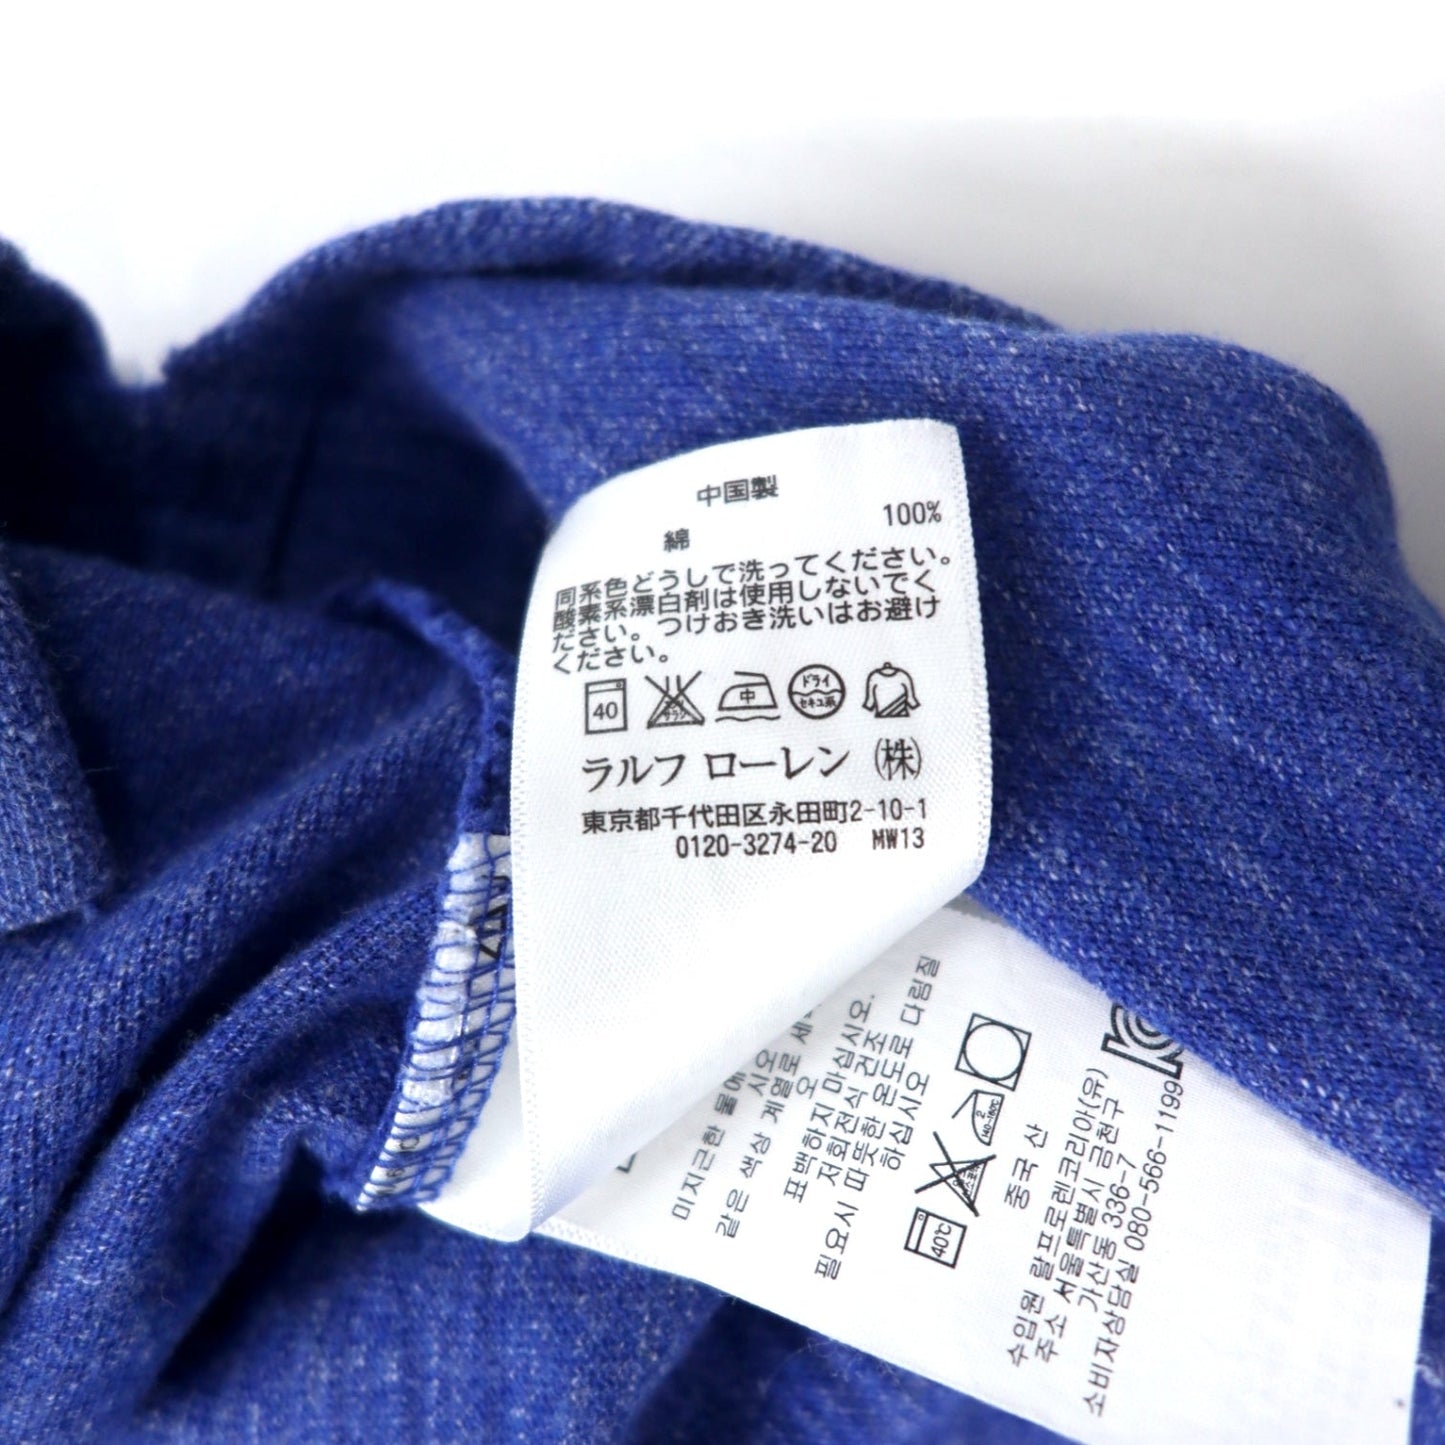 中国製
綿 100%
同系色どうしで洗ってください。
酸素系漂白剤は使用しないでく
ださい。つけおき洗いはお避け
ください。
40 中 ドライ セキユ系
ラルフ ローレン ㈱
東京都千代田区永田町2-10-1
0120-3274-20 MW13
미지근한 물에
시오
같은 색상 계열로 세
오
표백하지 마십시오.
저회전식 건조
필요시 따뜻한 온도로 다림질
하십시오
40℃
중국 산
수입원 랄프로렌코리아(유)
주소 서울특별시 금천구
가산동 336-7
소비자상담실 080-566-1199